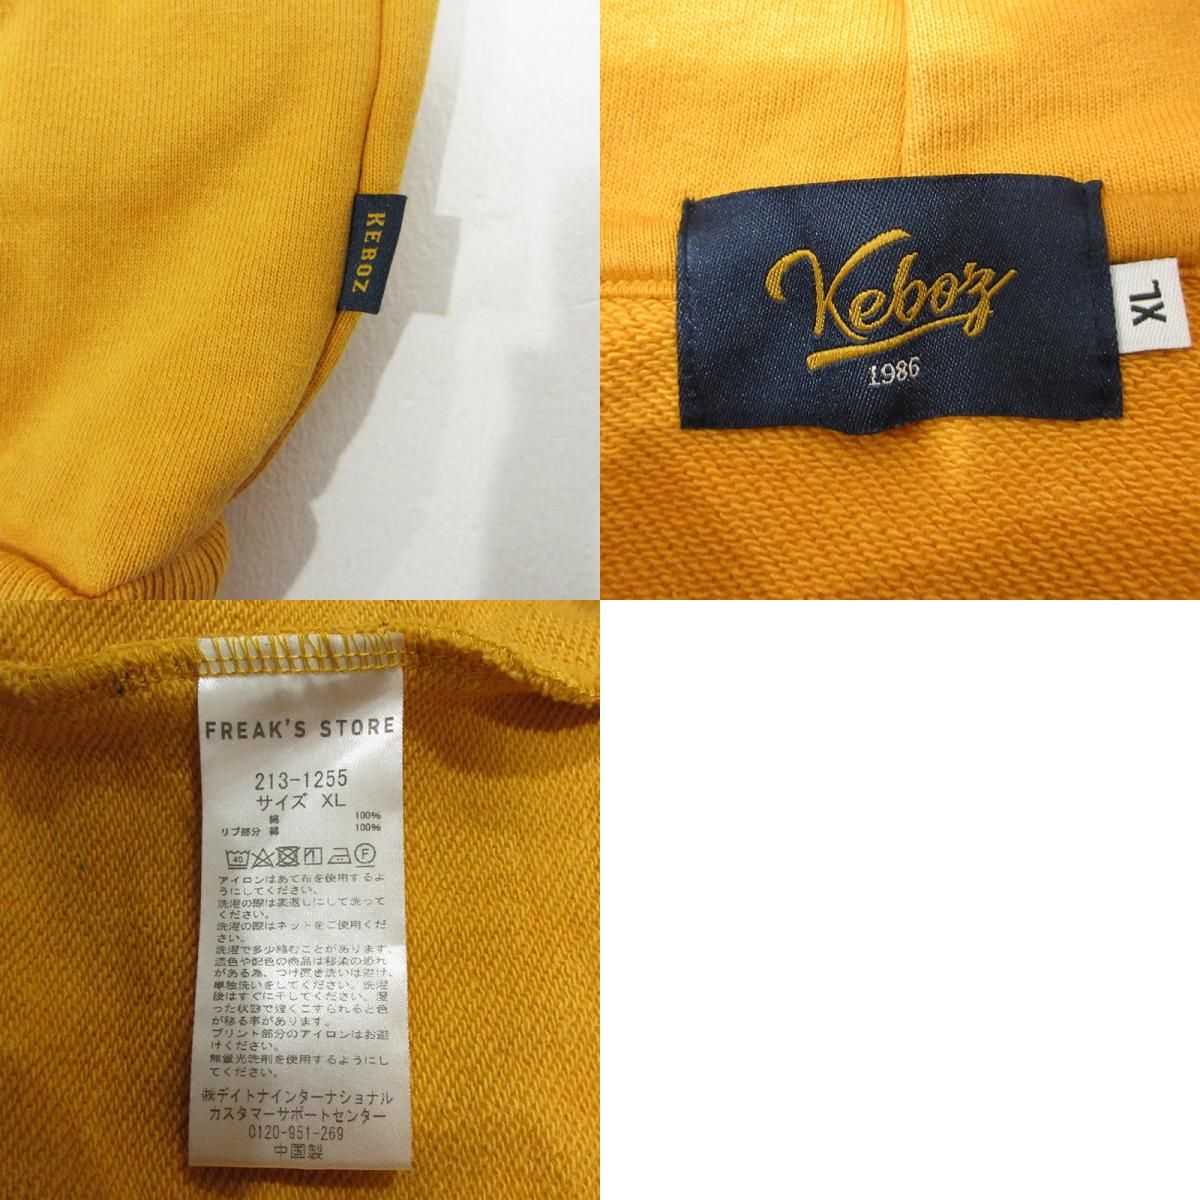 KEBOZ
Keboz
1986
XL
FREAK'S STORE
213-1255
サイズ XL
綿 100%
リブ部分 綿 100%
40
F
アイロンはあて布を使用するよ
うにしてください。
洗濯の際は裏返しにして洗って
ください。
洗濯の際はネットをご使用くだ
さい。
洗濯で多少縮むことがあります。
濃色や配色の商品は移染の恐れ
がある為、つけ置き洗いは避け、
単独洗いをしてください。洗濯
後はすぐに干してください。湿
った状態で強くこすられると色
が移る事があります。
プリント部分のアイロンはお避
けください。
無蛍光洗剤を使用するようにし
てください。
㈱デイトナインターナショナル
カスタマーサポートセンター
0120-951-269
中国製